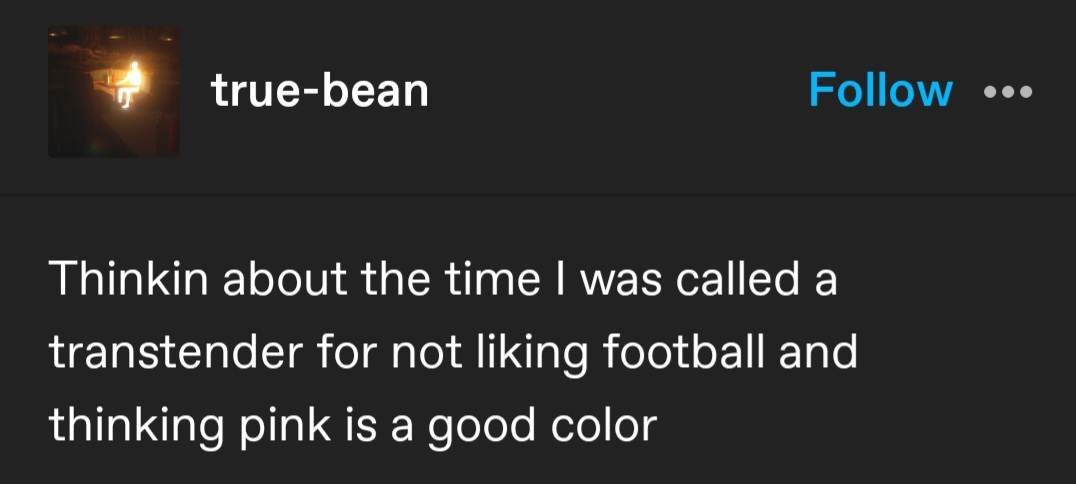 true-bean
Follow
Thinkin about the time I was called a
transtender for not liking football and
thinking pink is a good color